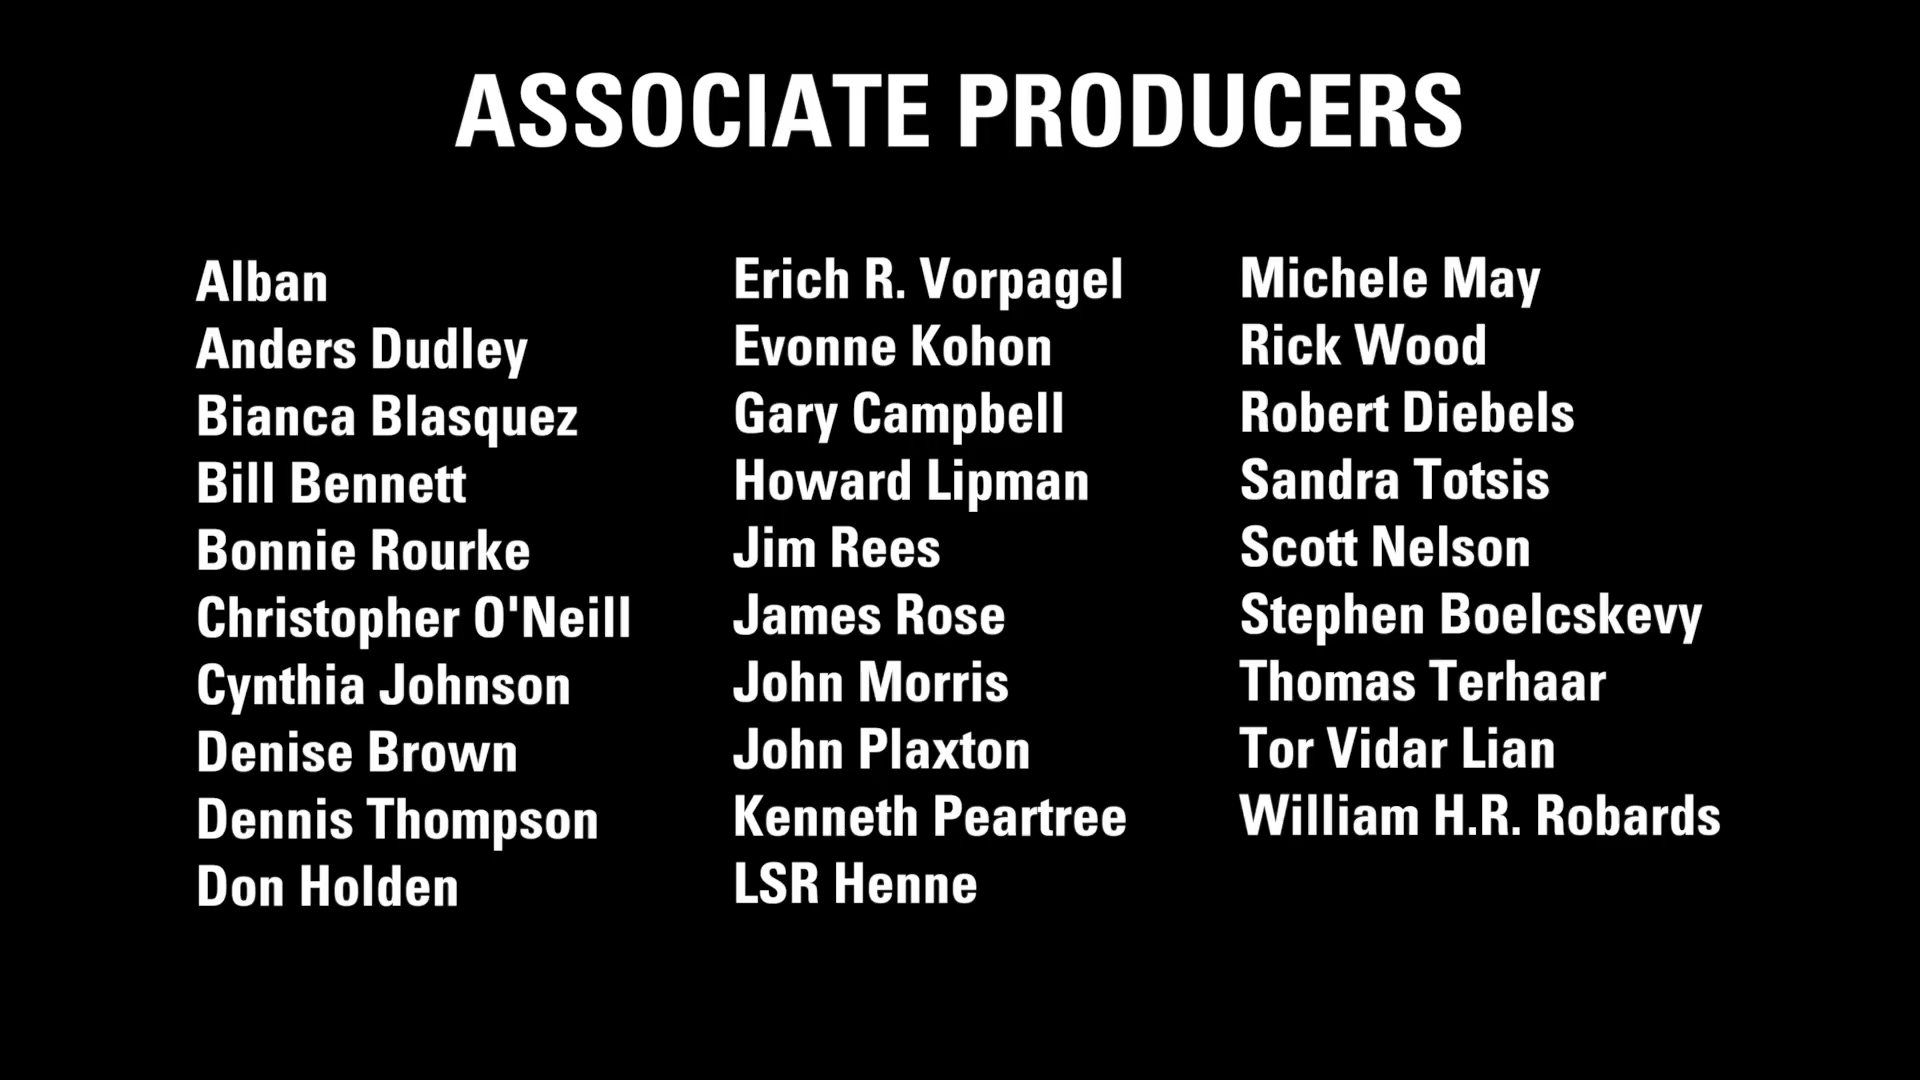 ASSOCIATE PRODUCERS
Alban
Anders Dudley
Bianca Blasquez
Bill Bennett
Bonnie Rourke
Christopher O'Neill
Cynthia Johnson
Denise Brown
Dennis Thompson
Don Holden
Erich R. Vorpagel
Evonne Kohon
Gary Campbell
Howard Lipman
Jim Rees
James Rose
John Morris
John Plaxton
Kenneth Peartree
LSR Henne
Michele May
Rick Wood
Robert Diebels
Sandra Totsis
Scott Nelson
Stephen Boelcskevy
Thomas Terhaar
Tor Vidar Lian
William H.R. Robards